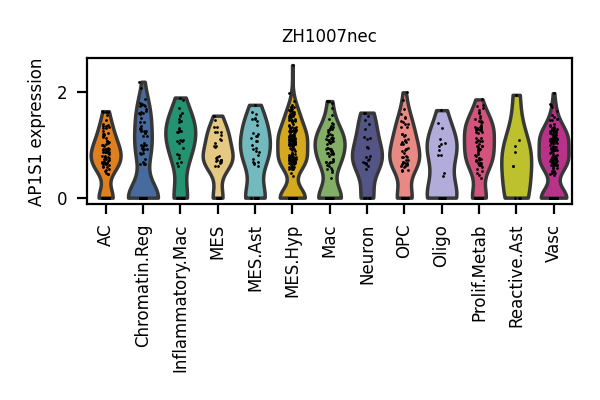 ZH1007nec
AP1S1 expression
2
0
AC
Chromatin.Reg
Inflammatory.Mac
MES
MES.Ast
MES.Hyp
Mac
Neuron
OPC
Oligo
Prolif.Metab
Reactive.Ast
Vasc